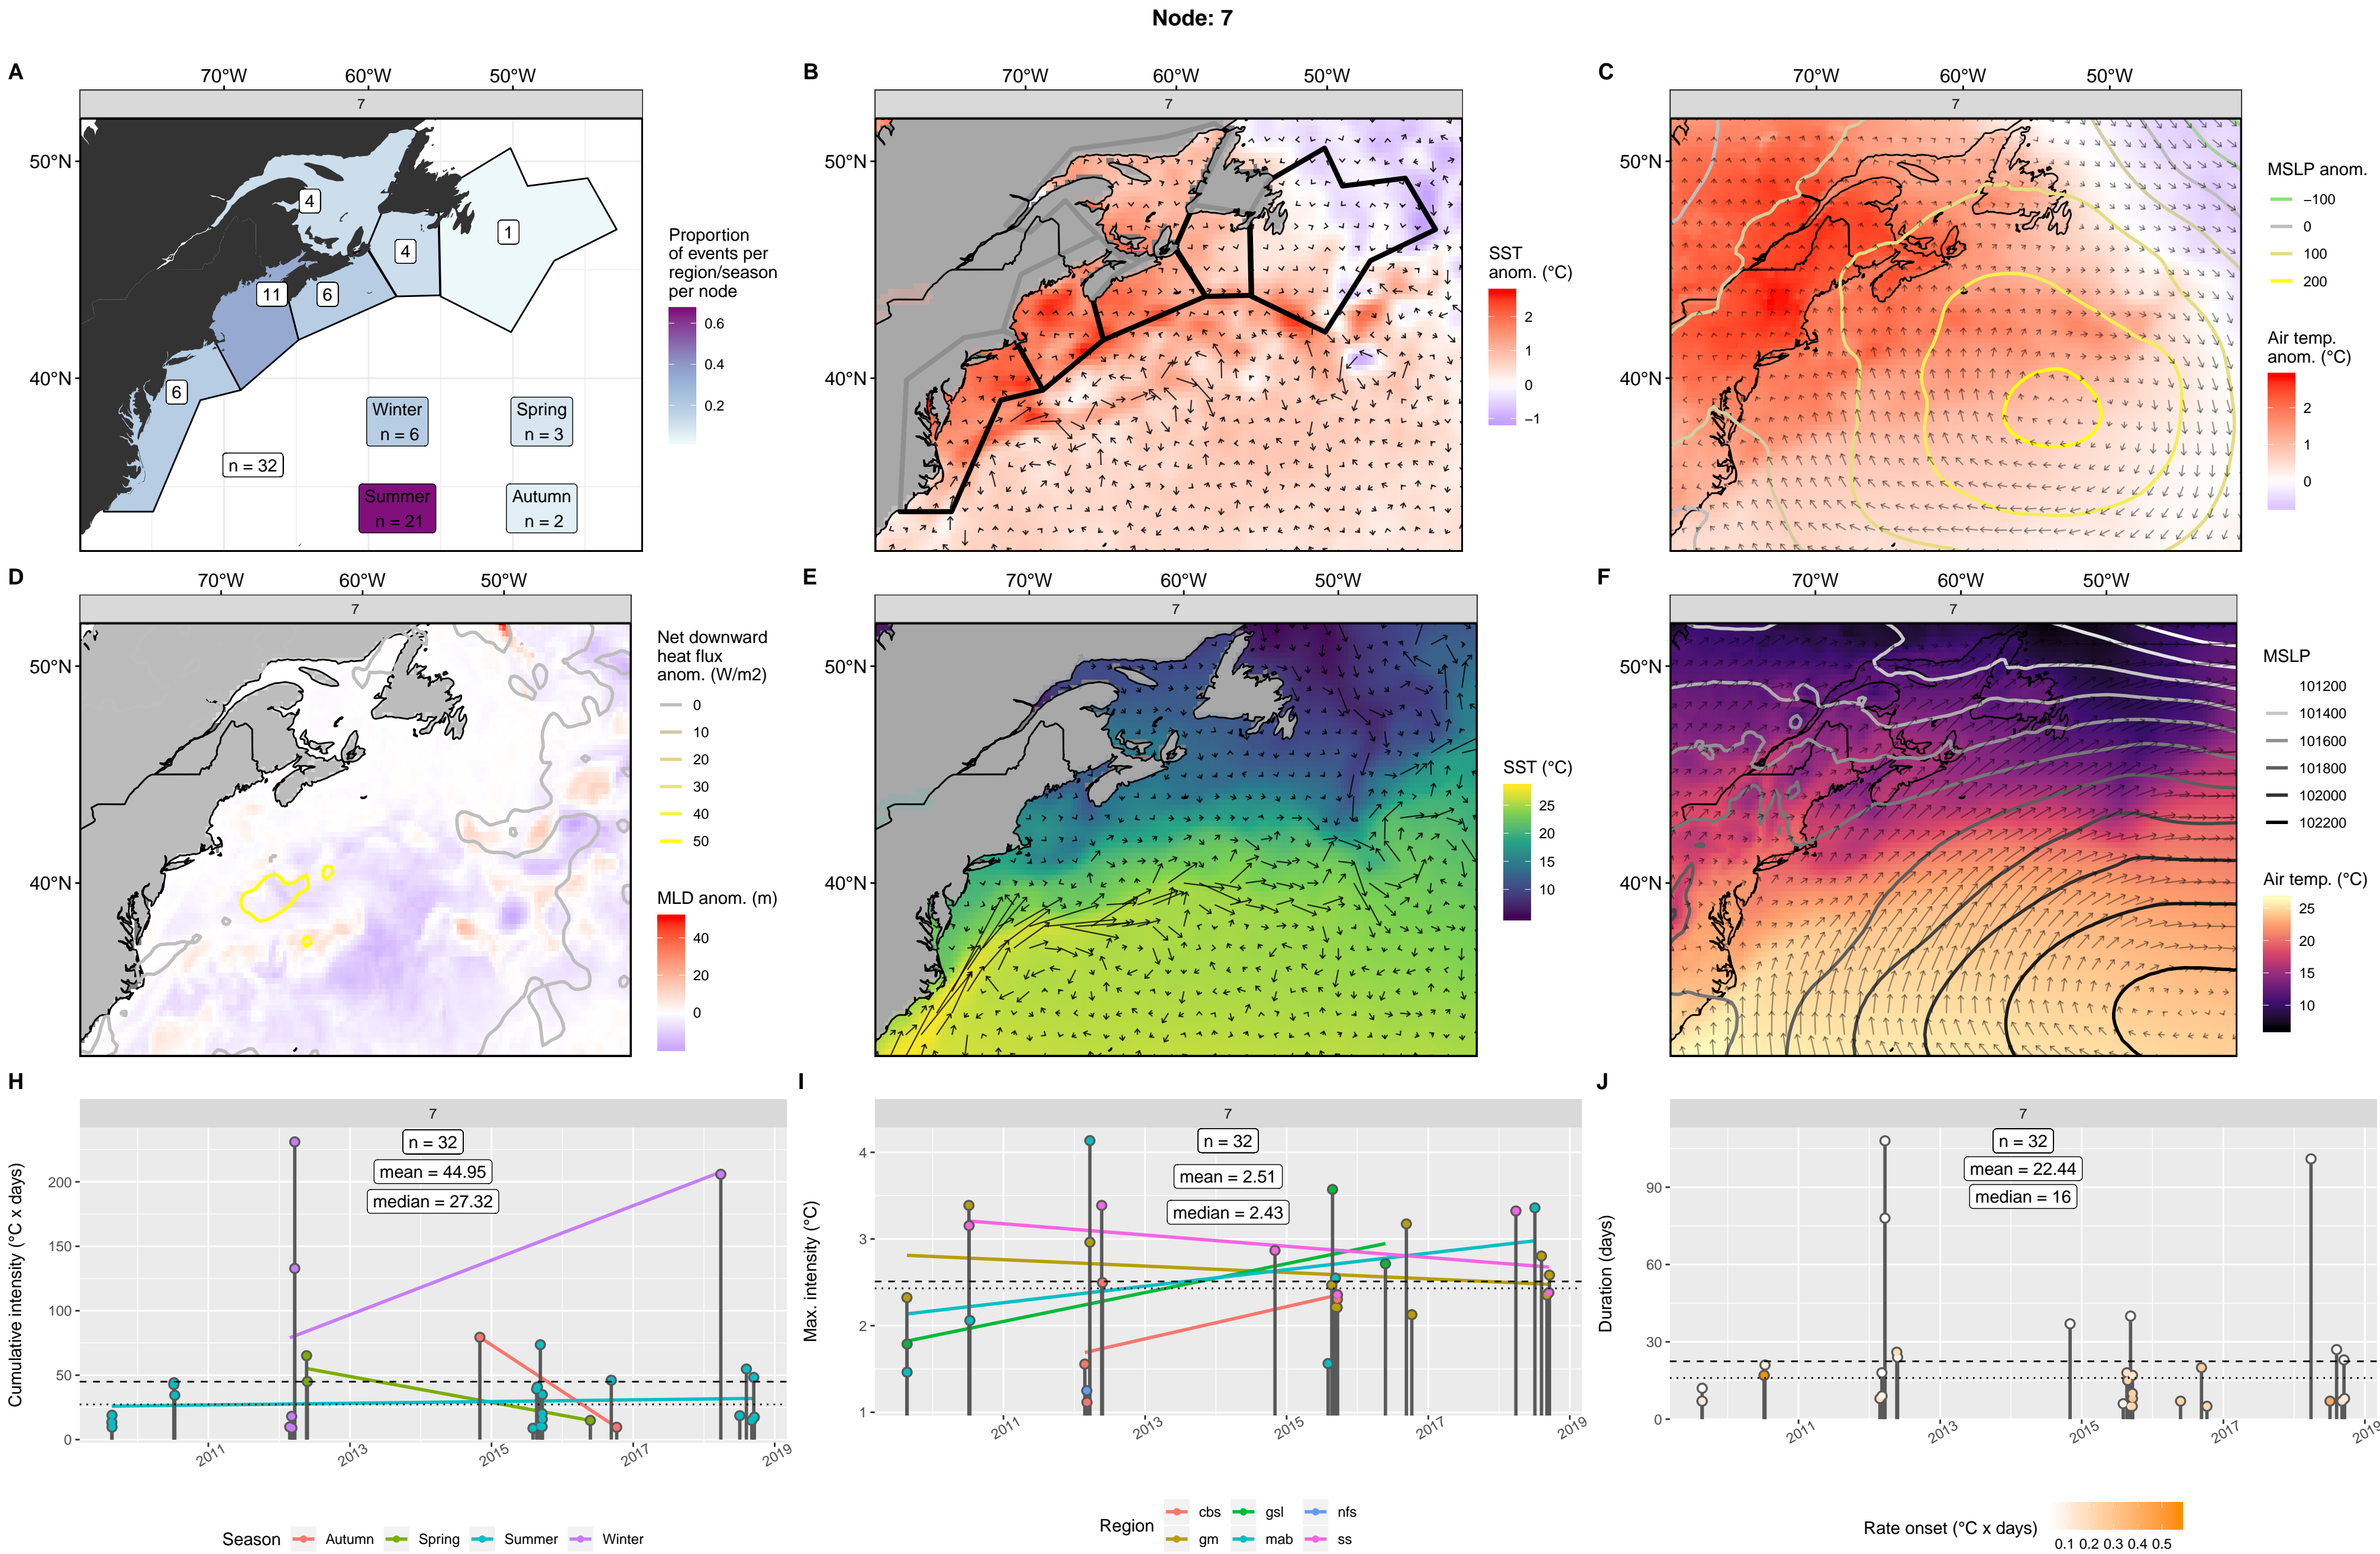 Node: 7
A
70°W 60°W 50°W
7
50°N
40°N
4
4
1
11
6
6
n = 32
Winter
n = 6
Spring
n = 3
Summer
n = 21
Autumn
n = 2
Proportion
of events per
region/season
per node
0.6
0.4
0.2
B
70°W 60°W 50°W
7
50°N
40°N
SST
anom. (°C)
2
1
0
−1
C
70°W 60°W 50°W
7
50°N
40°N
MSLP anom.
−100
0
100
200
Air temp.
anom. (°C)
2
1
0
D
70°W 60°W 50°W
7
50°N
40°N
Net downward
heat flux
anom. (W/m2)
0
10
20
30
40
50
MLD anom. (m)
40
20
0
E
70°W 60°W 50°W
7
50°N
40°N
SST (°C)
25
20
15
10
F
70°W 60°W 50°W
7
50°N
40°N
MSLP
101200
101400
101600
101800
102000
102200
Air temp. (°C)
25
20
15
10
H
7
n = 32
mean = 44.95
median = 27.32
Cumulative intensity (°C x days)
200
150
100
50
0
2011 2013 2015 2017 2019
Season Autumn Spring Summer Winter
I
7
n = 32
mean = 2.51
median = 2.43
Max. intensity (°C)
4
3
2
1
2011 2013 2015 2017 2019
Region cbs gsl nfs
gm mab ss
J
7
n = 32
mean = 22.44
median = 16
Duration (days)
90
60
30
0
2011 2013 2015 2017 2019
Rate onset (°C x days)
0.1 0.2 0.3 0.4 0.5